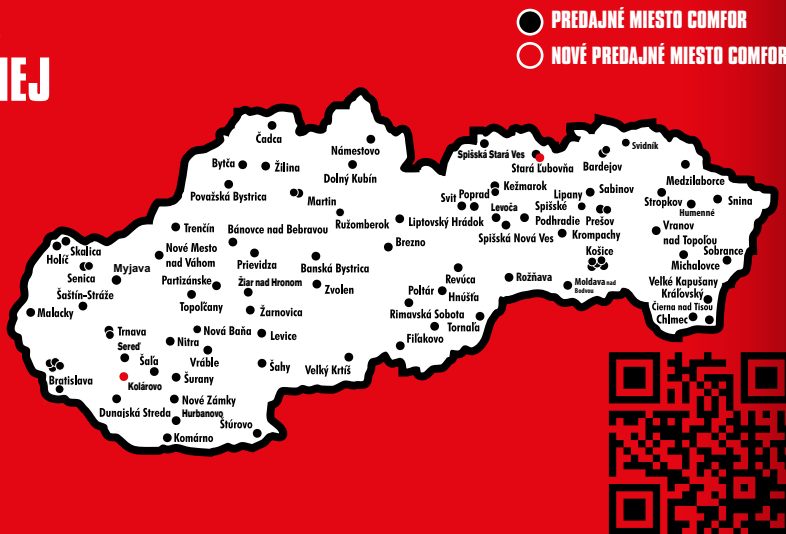 PREDAJNÉ MIESTO COMFOR
NOVÉ PREDAJNÉ MIESTO COMFOR
Čadca
Námestovo
Bytča
Žilina
Dolný Kubín
Považská Bystrica
Martin
Ružomberok
Spišská Stará Ves
Stará Ľubovňa
Bardejov
Svidník
Medzilaborce
Kežmarok
Lipany
Sabinov
Svit
Poprad
Levoča
Spišské
Podhradie
Prešov
Stropkov
Humenné
Snina
Liptovský Hrádok
Spišská Nová Ves
Krompachy
Vranov
nad Topoľou
Trenčín
Bánovce nad Bebravou
Brezno
Košice
Sobrance
Michalovce
Skalica
Holíč
Senica
Nové Mesto
nad Váhom
Myjava
Prievidza
Banská Bystrica
Revúca
Rožňava
Moldava nad
Bodvou
Veľké Kapušany
Kráľovský
Čierna nad Tisou
Chlmec
Šaštín-Stráže
Partizánske
Žiar nad Hronom
Zvolen
Poltár
Hnúšťa
Malacky
Topoľčany
Žarnovica
Rimavská Sobota
Tornaľa
Trnava
Nová Baňa
Levice
Fiľakovo
Sereď
Nitra
Šaľa
Vráble
Šahy
Veľký Krtíš
Bratislava
Kolárovo
Šurany
Dunajská Streda
Nové Zámky
Hurbanovo
Štúrovo
Komárno